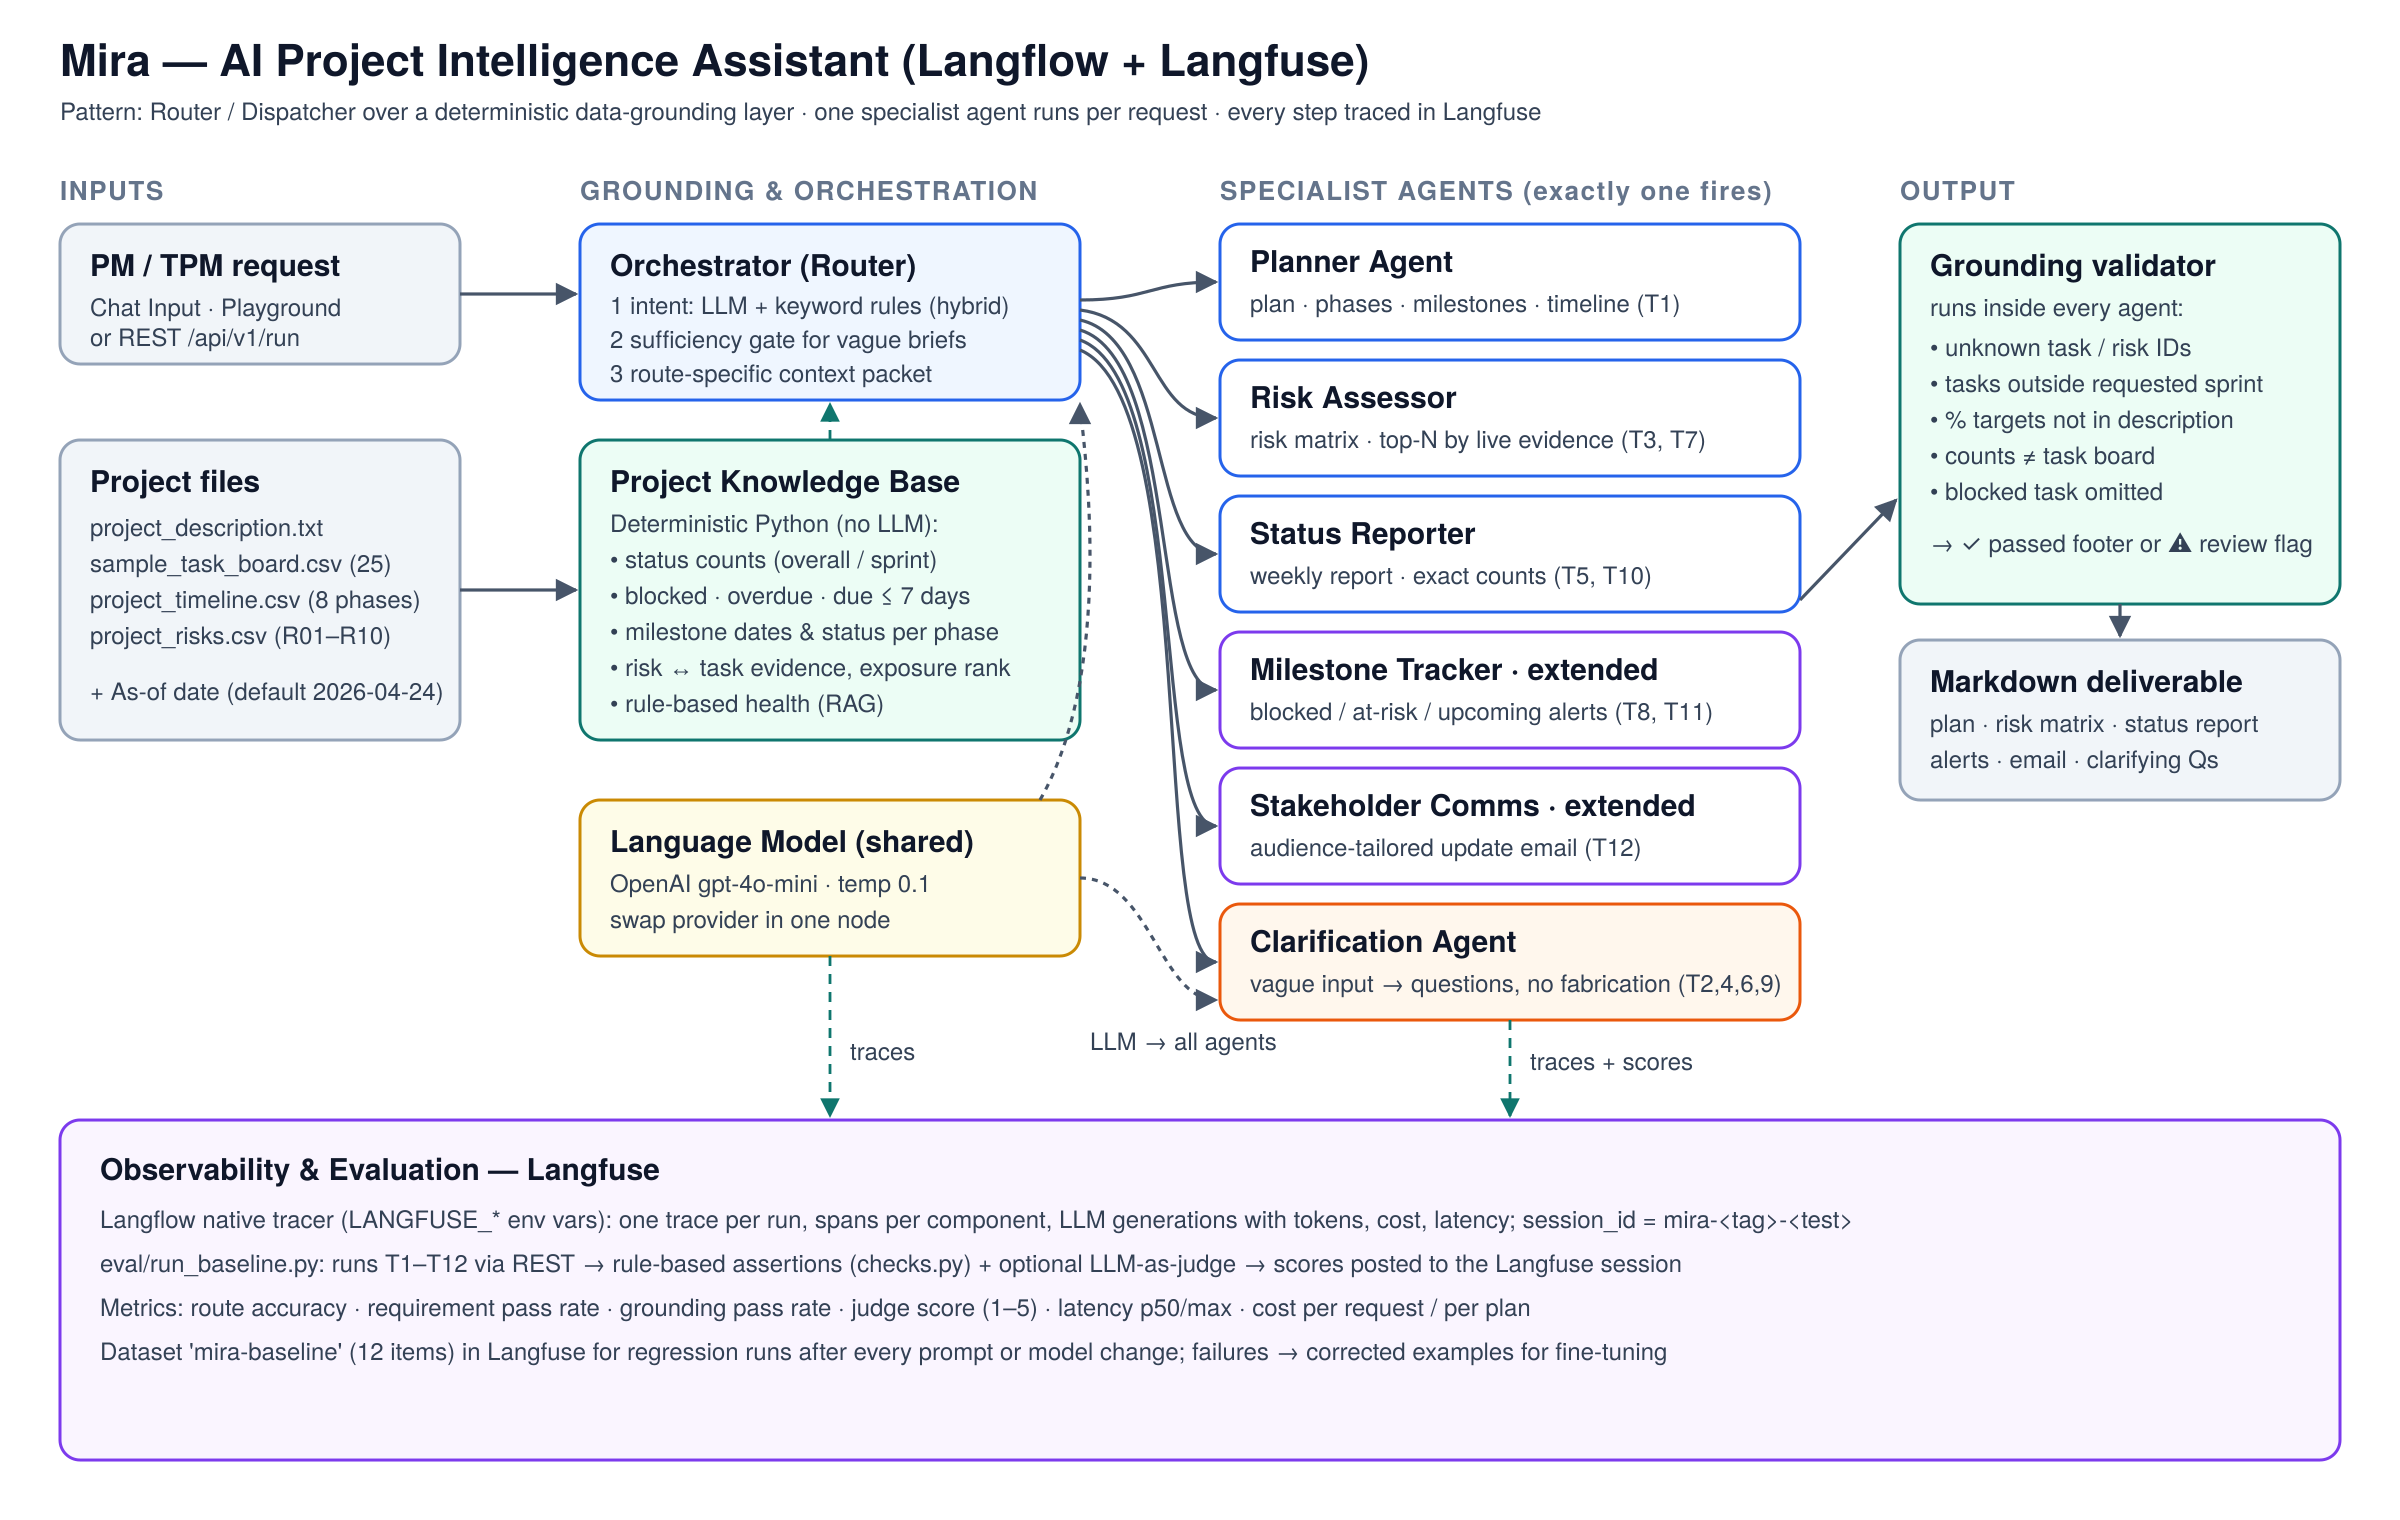 Mira — AI Project Intelligence Assistant (Langflow + Langfuse)
Pattern: Router / Dispatcher over a deterministic data-grounding layer · one specialist agent runs per request · every step traced in Langfuse
INPUTS
PM / TPM request
Chat Input · Playground
or REST /api/v1/run
Project files
project_description.txt
sample_task_board.csv (25)
project_timeline.csv (8 phases)
project_risks.csv (R01–R10)
+ As-of date (default 2026-04-24)
GROUNDING & ORCHESTRATION
Orchestrator (Router)
1 intent: LLM + keyword rules (hybrid)
2 sufficiency gate for vague briefs
3 route-specific context packet
Project Knowledge Base
Deterministic Python (no LLM):
• status counts (overall / sprint)
• blocked · overdue · due ≤ 7 days
• milestone dates & status per phase
• risk ↔ task evidence, exposure rank
• rule-based health (RAG)
Language Model (shared)
OpenAI gpt-4o-mini · temp 0.1
swap provider in one node
SPECIALIST AGENTS (exactly one fires)
Planner Agent
plan · phases · milestones · timeline (T1)
Risk Assessor
risk matrix · top-N by live evidence (T3, T7)
Status Reporter
weekly report · exact counts (T5, T10)
Milestone Tracker · extended
blocked / at-risk / upcoming alerts (T8, T11)
Stakeholder Comms · extended
audience-tailored update email (T12)
Clarification Agent
vague input → questions, no fabrication (T2,4,6,9)
OUTPUT
Grounding validator
runs inside every agent:
• unknown task / risk IDs
• tasks outside requested sprint
• % targets not in description
• counts ≠ task board
• blocked task omitted
→ ✓ passed footer or ⚠ review flag
Markdown deliverable
plan · risk matrix · status report
alerts · email · clarifying Qs
traces
LLM → all agents
traces + scores
Observability & Evaluation — Langfuse
Langflow native tracer (LANGFUSE_* env vars): one trace per run, spans per component, LLM generations with tokens, cost, latency; session_id = mira-<tag>-<test>
eval/run_baseline.py: runs T1–T12 via REST → rule-based assertions (checks.py) + optional LLM-as-judge → scores posted to the Langfuse session
Metrics: route accuracy · requirement pass rate · grounding pass rate · judge score (1–5) · latency p50/max · cost per request / per plan
Dataset 'mira-baseline' (12 items) in Langfuse for regression runs after every prompt or model change; failures → corrected examples for fine-tuning